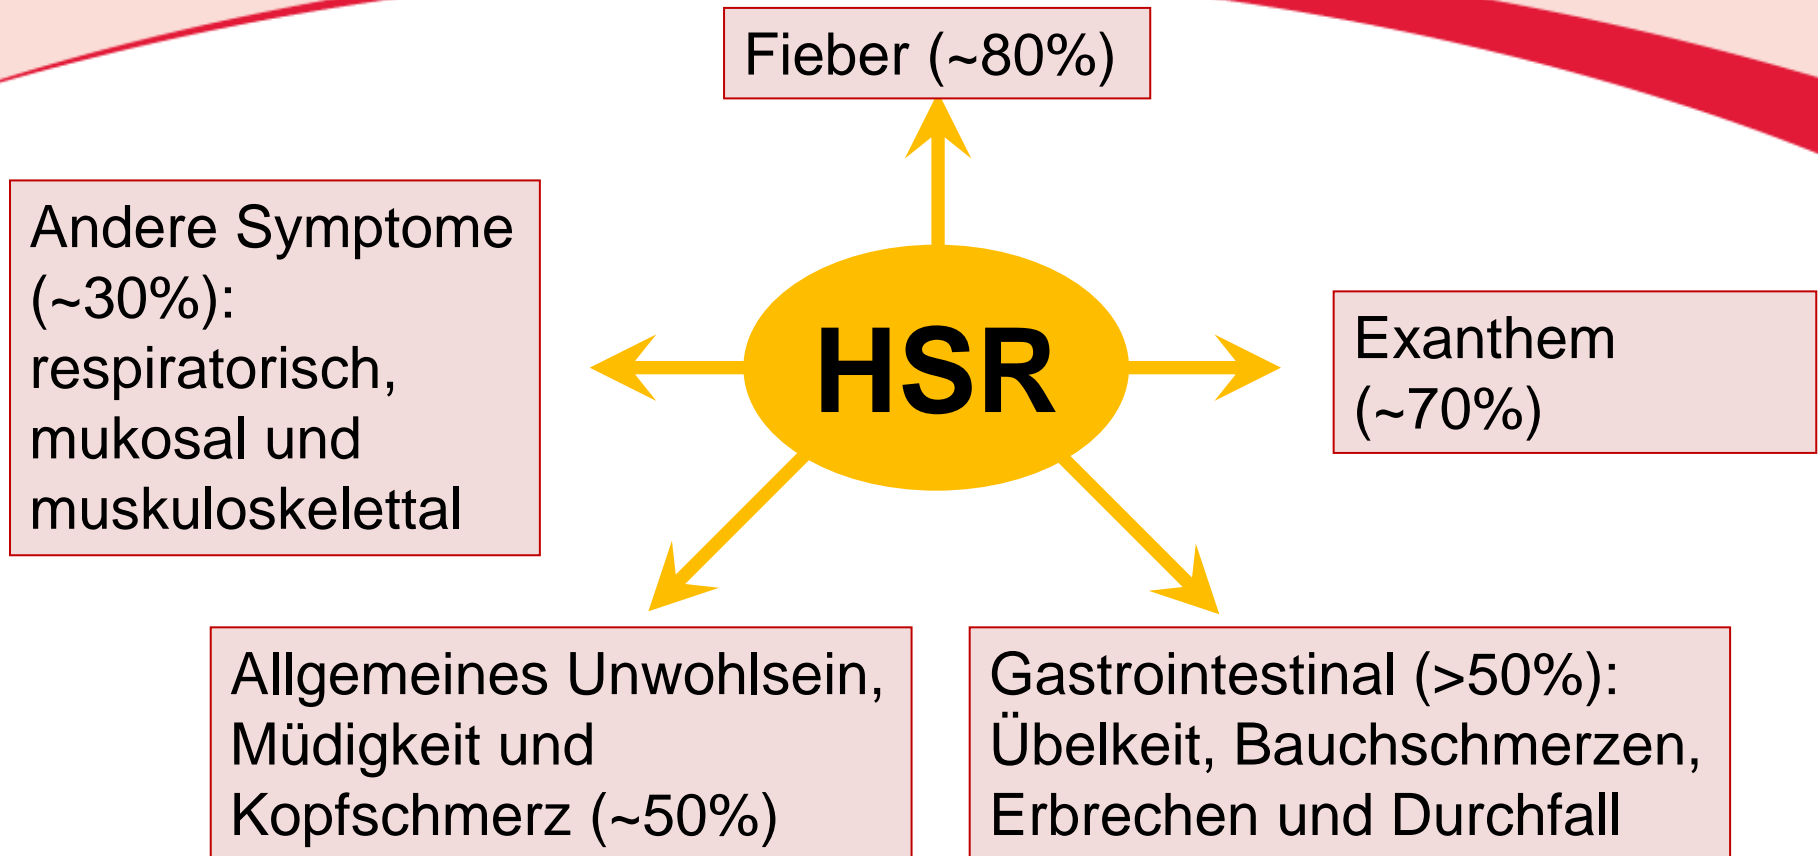 Fieber (~80%)
Andere Symptome
(~30%):
respiratorisch,
mukosal und
muskuloskelettal
HSR
Exanthem
(~70%)
Allgemeines Unwohlsein,
Müdigkeit und
Kopfschmerz (~50%)
Gastrointestinal (>50%):
Übelkeit, Bauchschmerzen,
Erbrechen und Durchfall